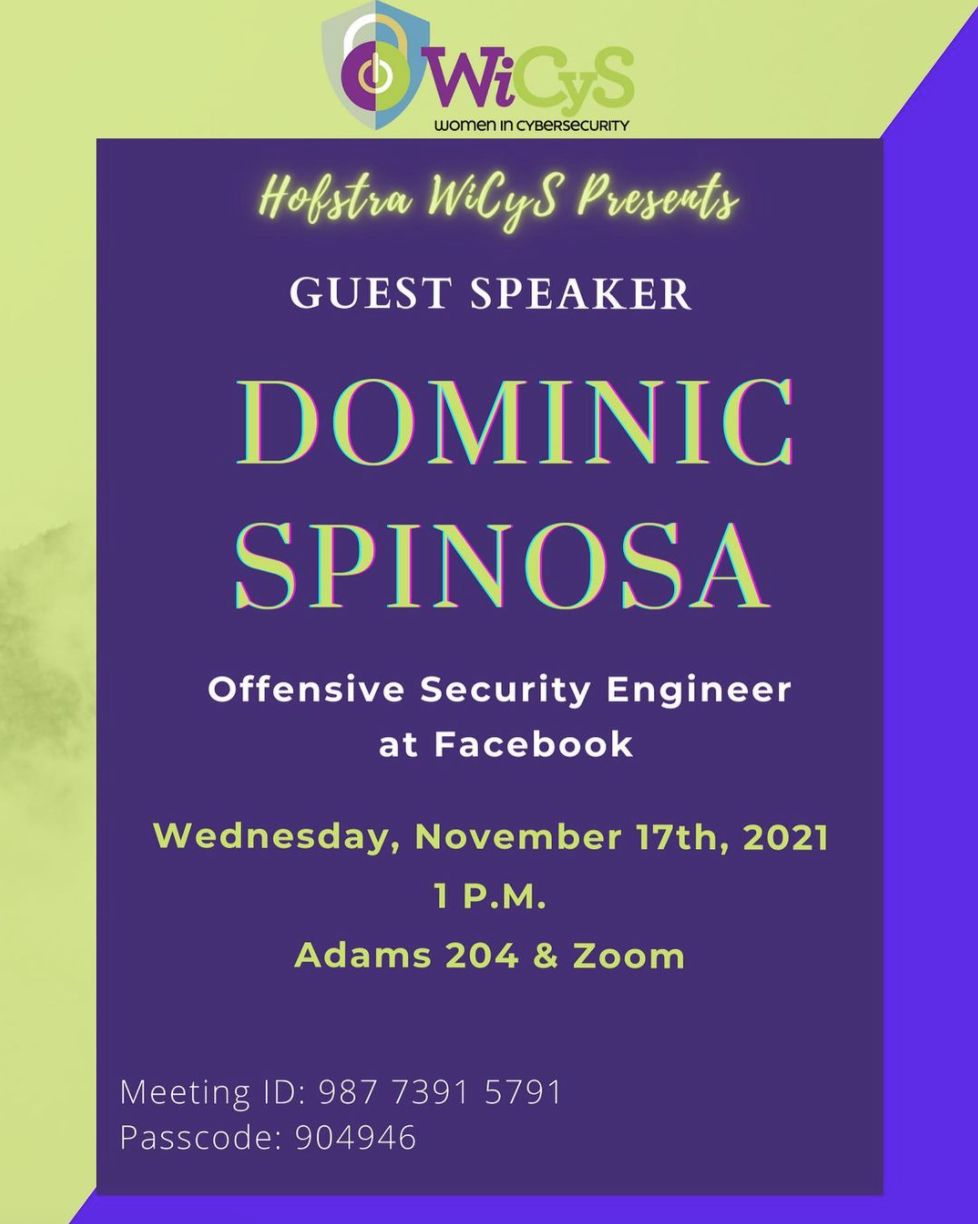 WiCyS
WOMEN IN CYBERSECURITY
Hofstra WiCyS Presents
GUEST SPEAKER
DOMINIC
SPINOSA
Offensive Security Engineer
at Facebook
Wednesday, November 17th, 2021
1 P.M.
Adams 204 & Zoom
Meeting ID: 987 7391 5791
Passcode: 904946